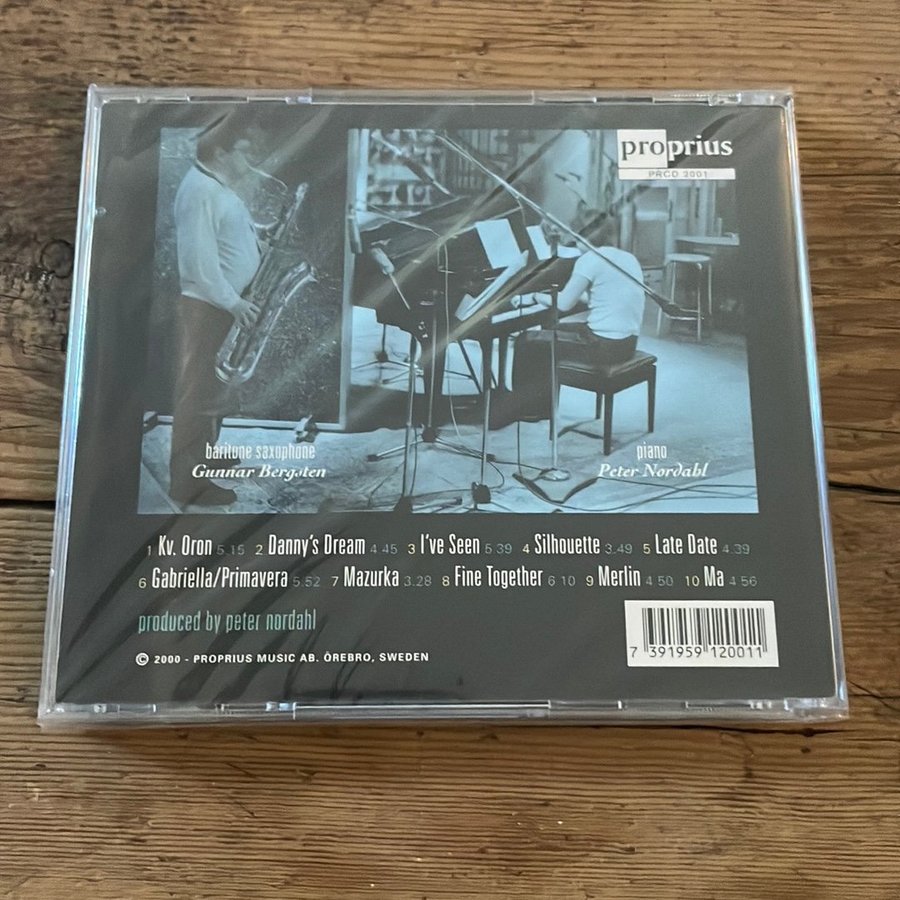 proprius
PRCD 2001
baritone saxophone
Gunnar Bergsten
piano
Peter Nordahl
1 Kv. Oron 5.15 2 Danny's Dream 4.45 3 I've Seen 5.39 4 Silhouette 3.49 5 Late Date 4.39
6 Gabriella/Primavera 5.52 7 Mazurka 3.28 8 Fine Together 6.10 9 Merlin 4.50 10 Ma 4.56
produced by peter nordahl
© 2000 - PROPRIUS MUSIC AB. ÖREBRO, SWEDEN
7 391959 120011